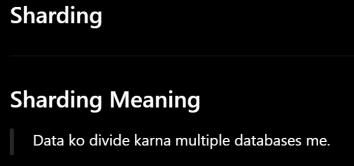 Sharding
Sharding Meaning
Data ko divide karna multiple databases me.